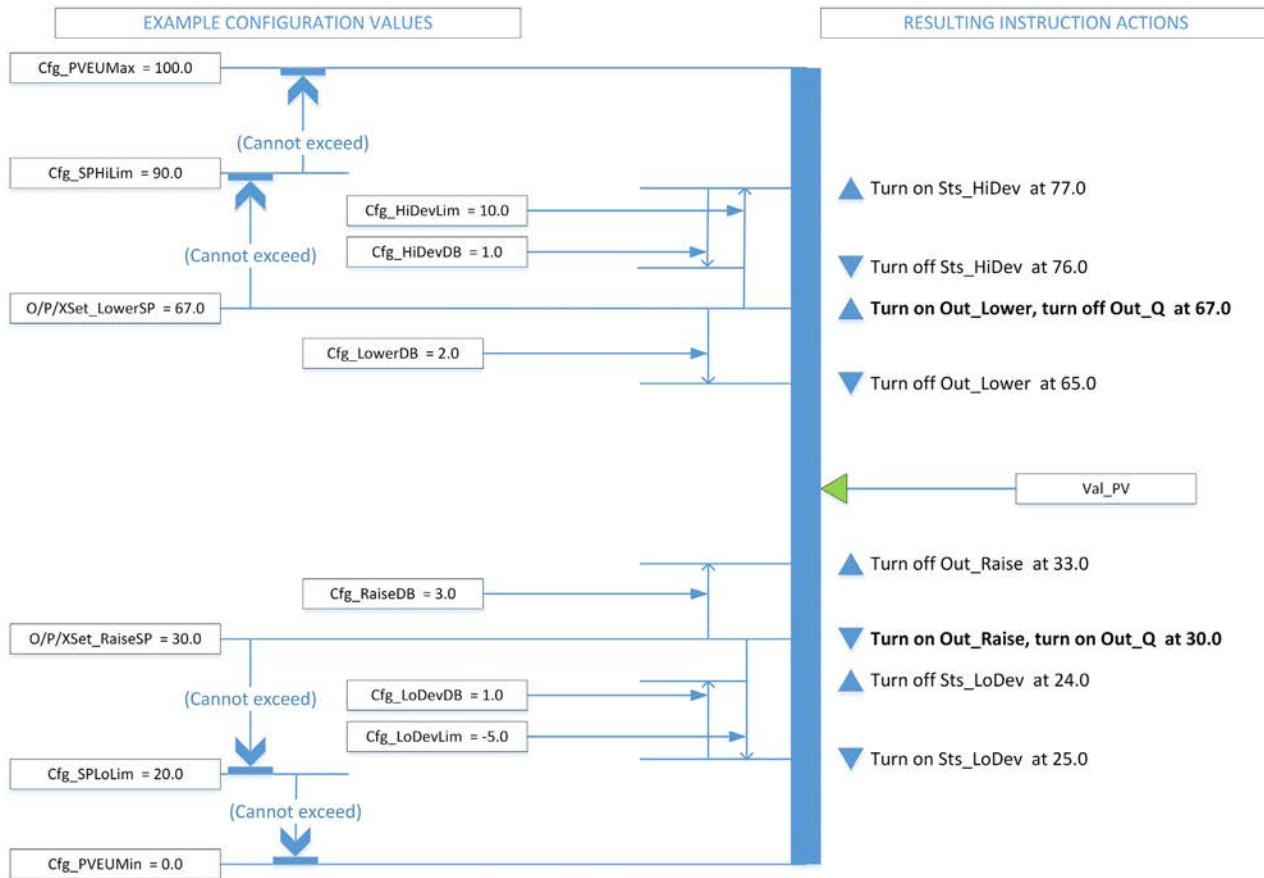 EXAMPLE CONFIGURATION VALUES
RESULTING INSTRUCTION ACTIONS
Cfg_PVEUMax = 100.0
(Cannot exceed)
Cfg_SPHiLim = 90.0
Turn on Sts_HiDev at 77.0
Cfg_HiDevLim = 10.0
(Cannot exceed)
Cfg_HiDevDB = 1.0
Turn off Sts_HiDev at 76.0
O/P/XSet_LowerSP = 67.0
Turn on Out_Lower, turn off Out_Q at 67.0
Cfg_LowerDB = 2.0
Turn off Out_Lower at 65.0
Val_PV
Turn off Out_Raise at 33.0
Cfg_RaiseDB = 3.0
O/P/XSet_RaiseSP = 30.0
Turn on Out_Raise, turn on Out_Q at 30.0
Turn off Sts_LoDev at 24.0
Cfg_LoDevDB = 1.0
(Cannot exceed)
Cfg_LoDevLim = -5.0
Turn on Sts_LoDev at 25.0
Cfg_SPLoLim = 20.0
(Cannot exceed)
Cfg_PVEUMin = 0.0